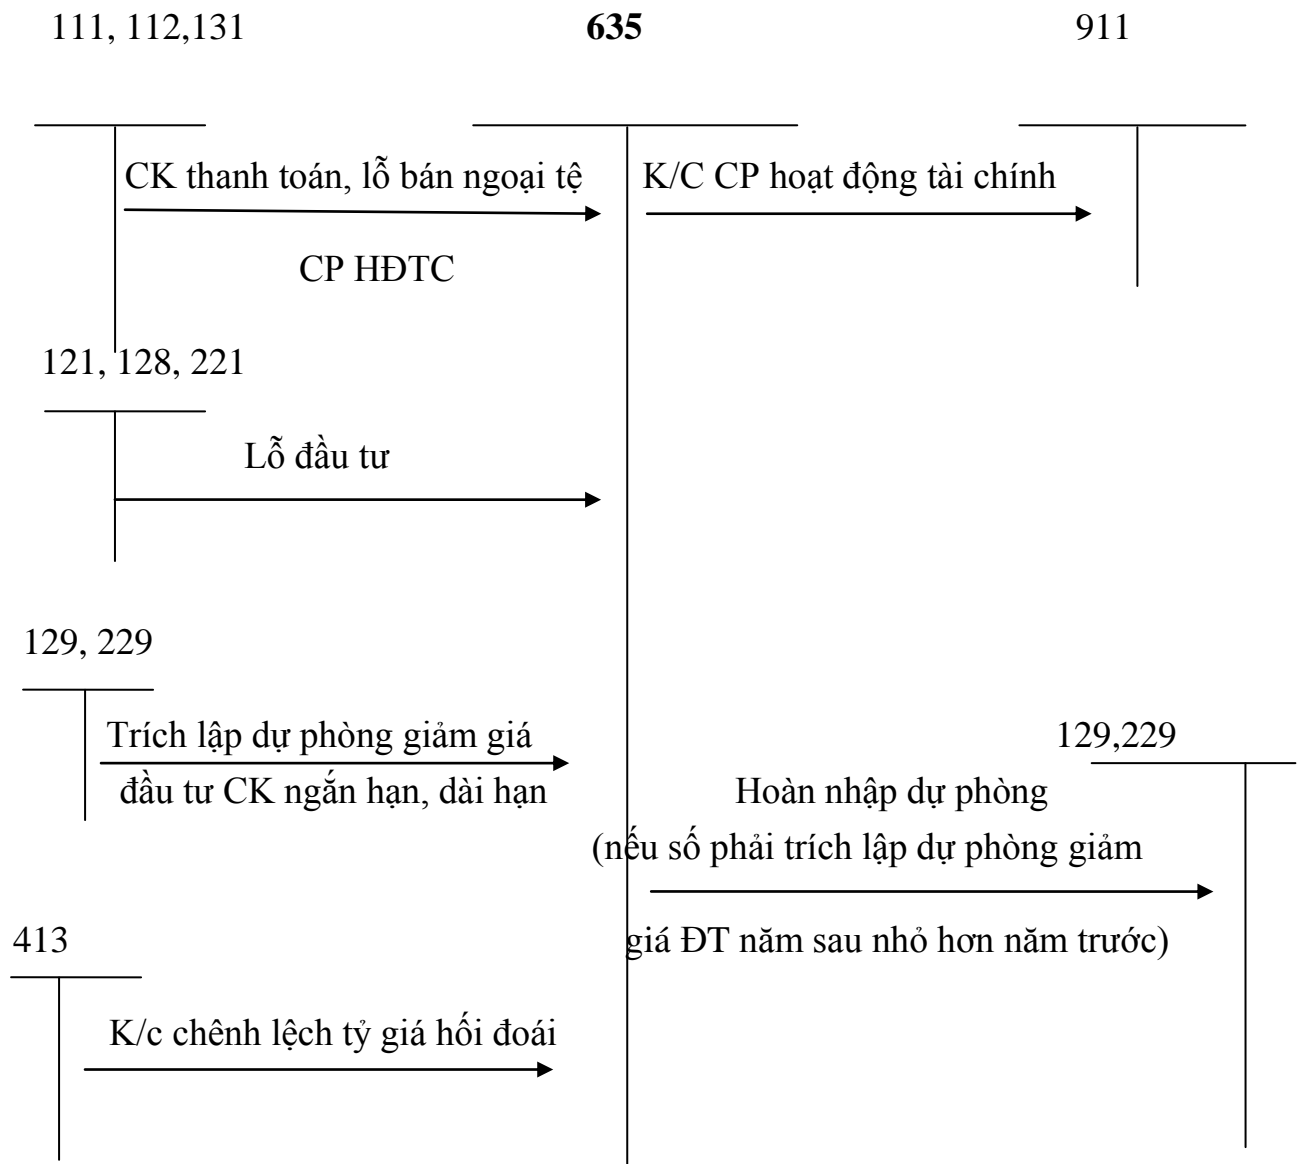 111, 112,131 635 911
CK thanh toán, lỗ bán ngoại tệ K/C CP hoạt động tài chính
CP HĐTC
121, 128, 221
Lỗ đầu tư
129, 229
Trích lập dự phòng giảm giá 129,229
đầu tư CK ngắn hạn, dài hạn Hoàn nhập dự phòng
(nếu số phải trích lập dự phòng giảm
413 giá ĐT năm sau nhỏ hơn năm trước)
K/c chênh lệch tỷ giá hối đoái